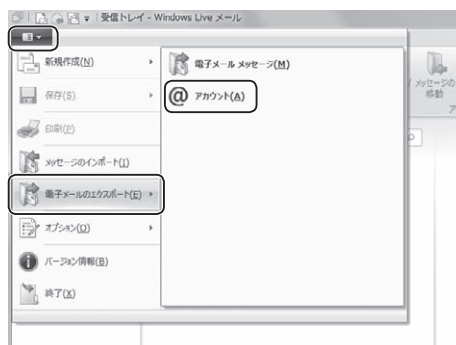 受信トレイ - Windows Live メール
新規作成(N)
電子メール メッセージ(M)
保存(S)
アカウント(A)
メッセージの
移動
印刷(P)
メッセージのインポート(I)
電子メールのエクスポート(E)
オプション(O)
バージョン情報(B)
終了(X)